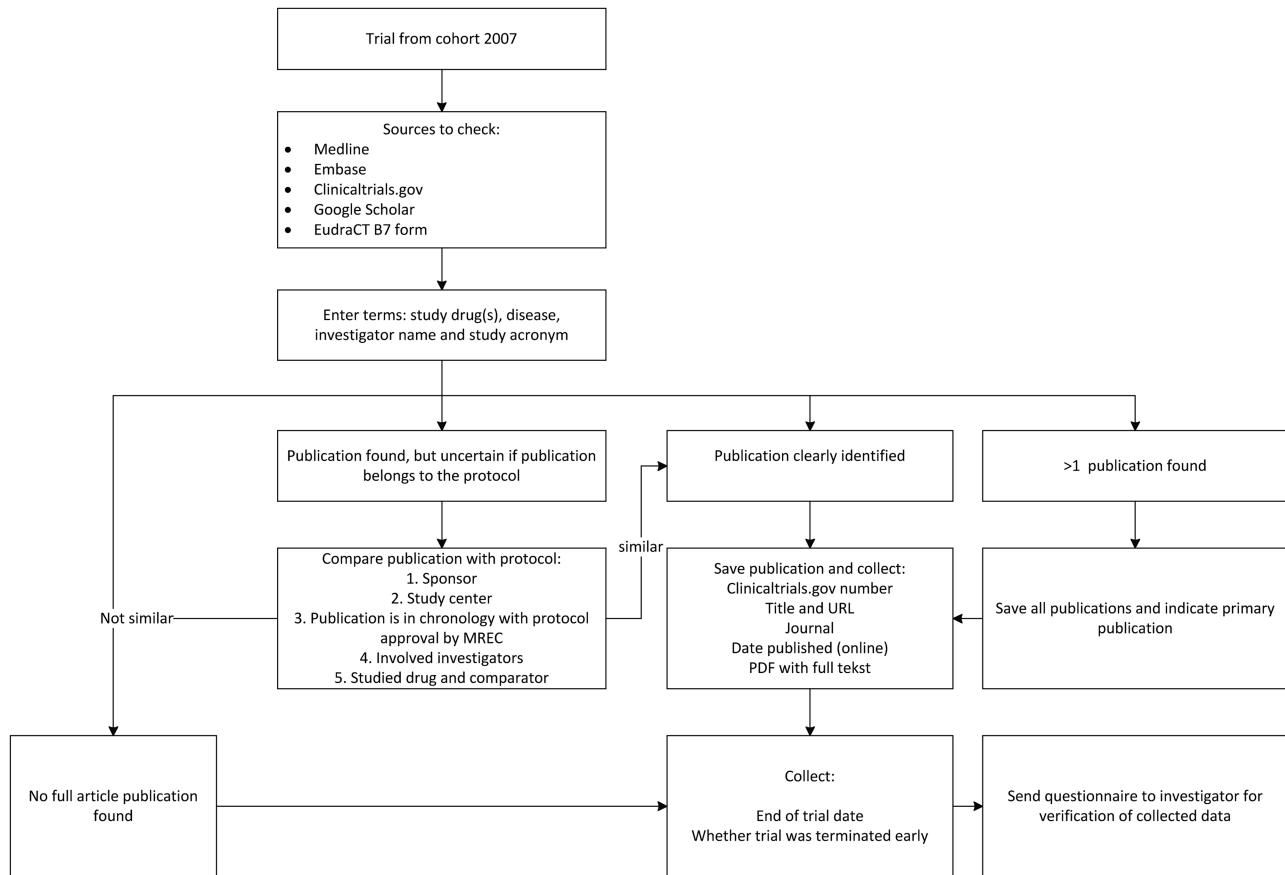 Trial from cohort 2007
Sources to check:
● Medline
● Embase
● Clinicaltrials.gov
● Google Scholar
● EudraCT B7 form
Enter terms: study drug(s), disease,
investigator name and study acronym
Publication found, but uncertain if publication
belongs to the protocol
Publication clearly identified
>1 publication found
Compare publication with protocol:
1. Sponsor
2. Study center
3. Publication is in chronology with protocol
approval by MREC
4. Involved investigators
5. Studied drug and comparator
Not similar
similar
Save publication and collect:
Clinicaltrials.gov number
Title and URL
Journal
Date published (online)
PDF with full tekst
Save all publications and indicate primary
publication
No full article publication
found
Collect:
End of trial date
Whether trial was terminated early
Send questionnaire to investigator for
verification of collected data